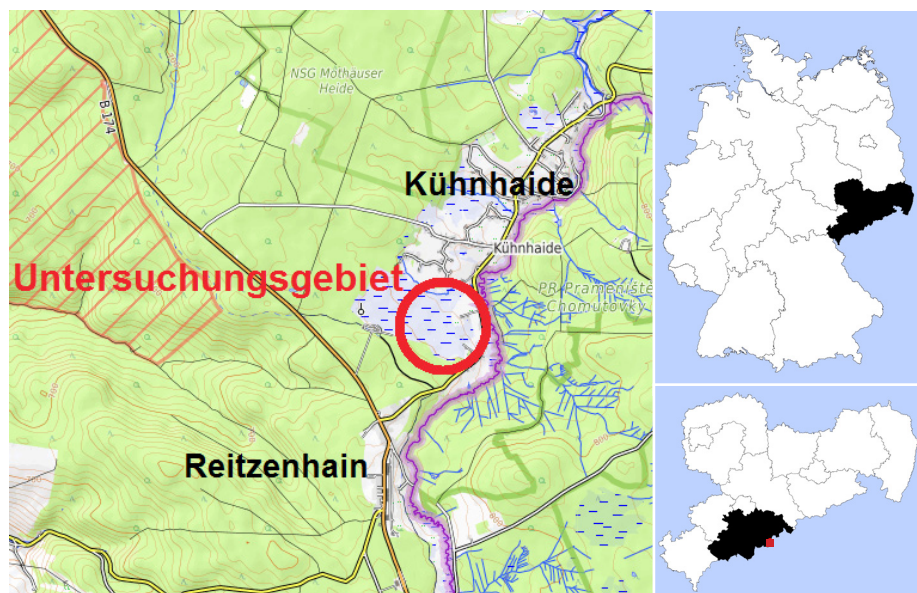 NSG Mothäuser
Heide
B 174
Kühnhaide
Kühnhaide
Untersuchungsgebiet
PR Prameniště
Chomutovky
Reitzenhain